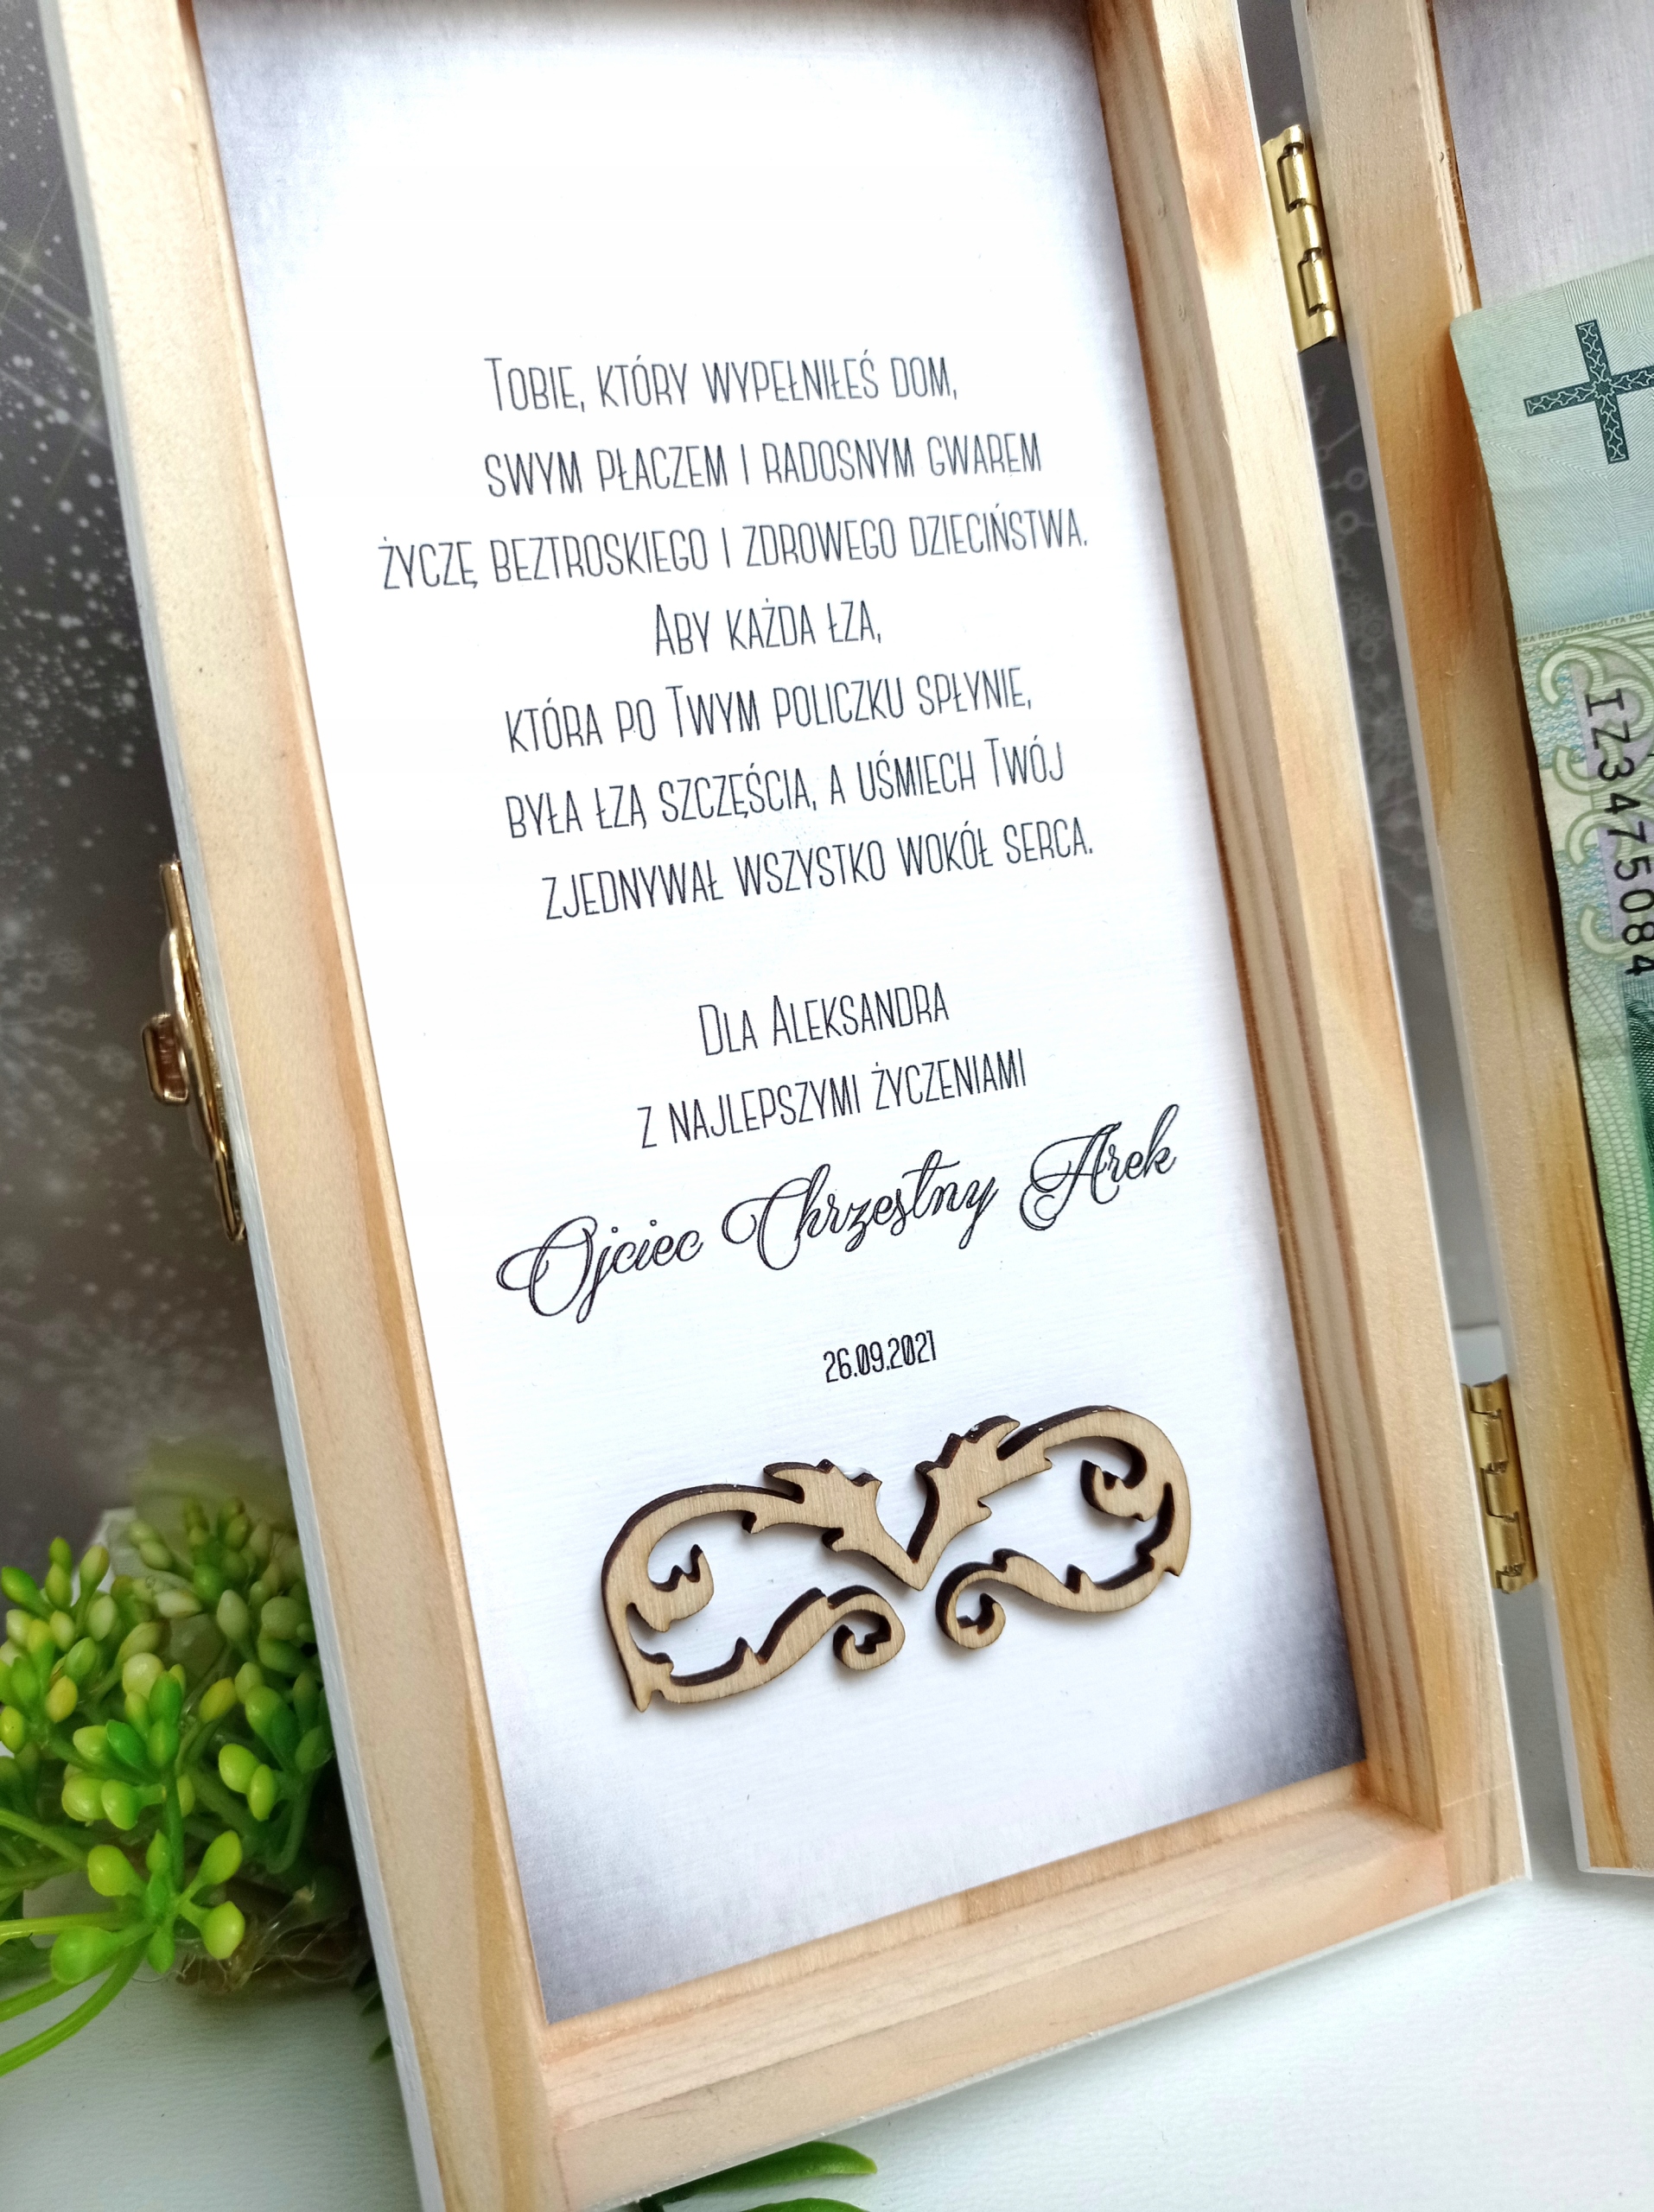 Tobie, który wypełniłeś dom,
swym płaczem i radosnym gwarem
życzę beztroskiego i zdrowego dzieciństwa.
Aby każda łza,
która po Twym policzku spłynie,
była łzą szczęścia, a uśmiech Twój
zjednywał wszystko wokół serca.
Dla Aleksandra
z najlepszymi życzeniami
Ojciec Chrzestny Arek
26.09.2021
RZECZPOSPOLITA
IZ3475084